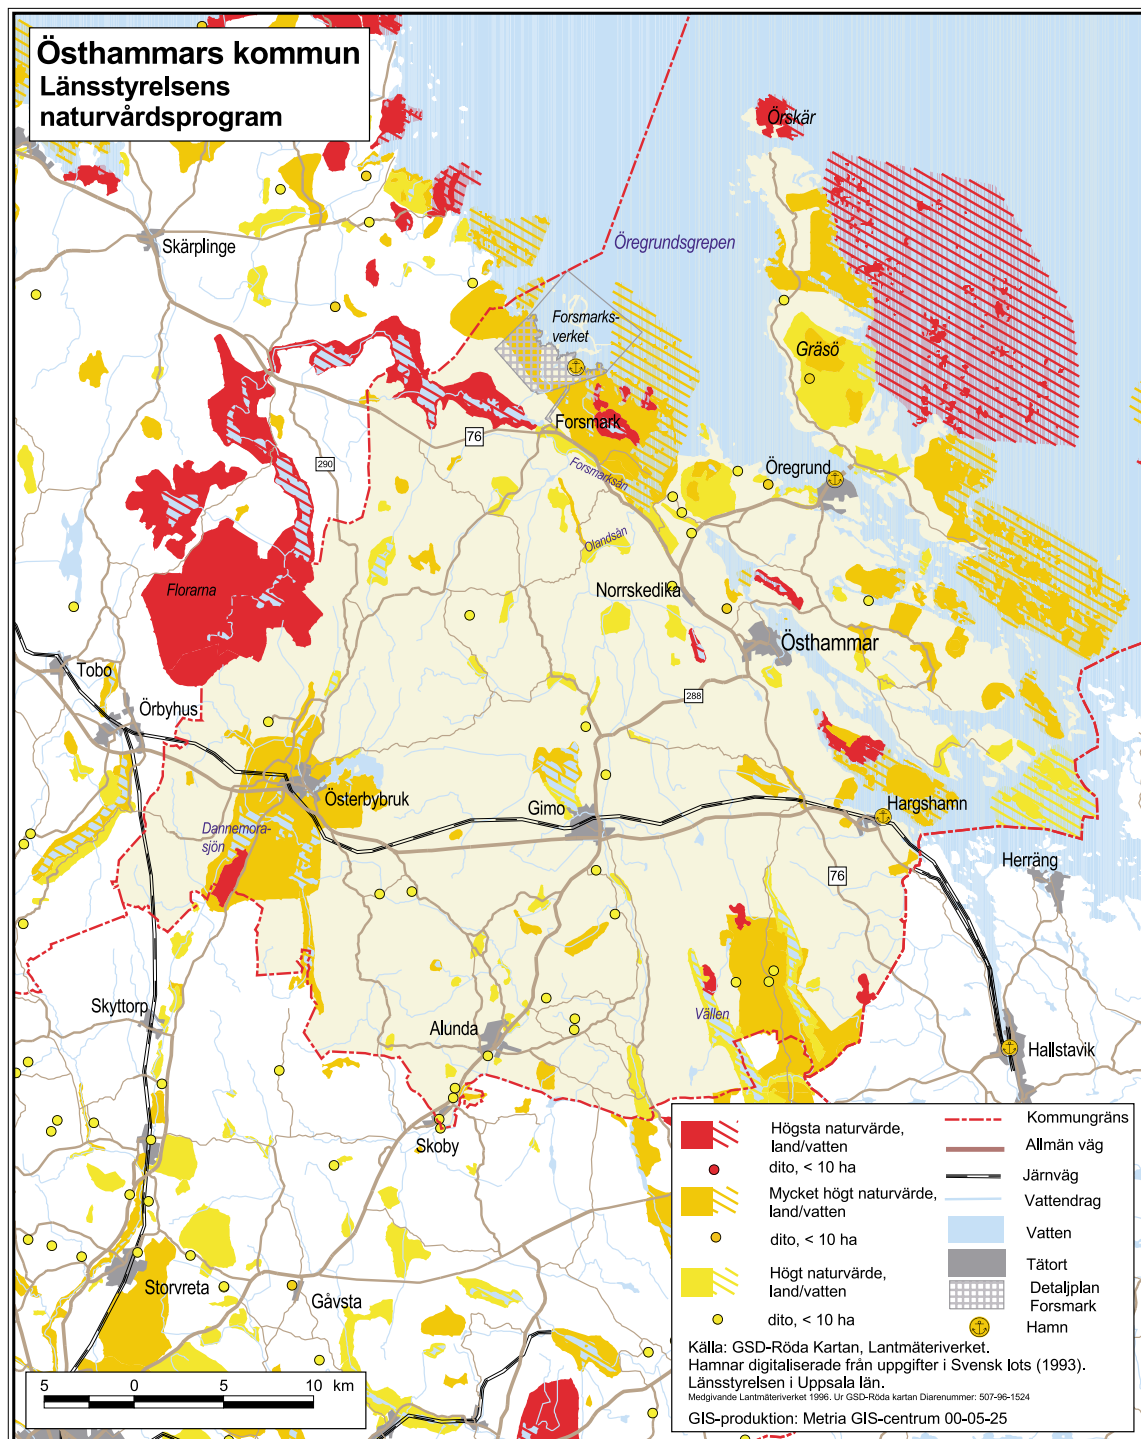 Östhammars kommun
Länsstyrelsens
naturvårdsprogram
Örskär
Skärplinge
Öregrundsgrepen
Forsmarks-
verket
Gräsö
Forsmark
76
290
Öregrund
Forsmarksån
Olandsån
Florarna
Norrskedika
Östhammar
Tobo
Örbyhus
288
Österbybruk
Gimo
Hargshamn
Dannemora-
sjön
Herräng
76
Skyttorp
Alunda
Vällen
Hallstavik
Skoby
Storvreta
Gåvsta
Högsta naturvärde,
land/vatten
dito, < 10 ha
Mycket högt naturvärde,
land/vatten
dito, < 10 ha
Högt naturvärde,
land/vatten
dito, < 10 ha
Kommungräns
Allmän väg
Järnväg
Vattendrag
Vatten
Tätort
Detaljplan
Forsmark
Hamn
Källa: GSD-Röda Kartan, Lantmäteriverket.
Hamnar digitaliserade från uppgifter i Svensk lots (1993).
Länsstyrelsen i Uppsala län.
Medgivande Lantmäteriverket 1996. Ur GSD-Röda kartan Diarenummer: 507-96-1524
GIS-produktion: Metria GIS-centrum 00-05-25
5 0 5 10 km